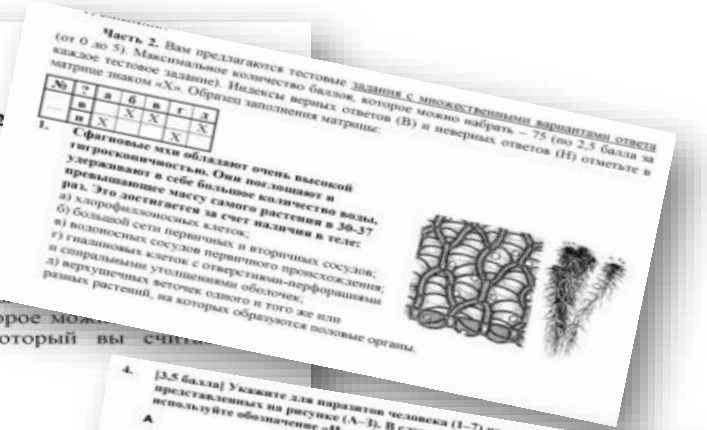 Часть 2. Вам предлагаются тестовые задания с множественными вариантами ответа
(от 0 до 5). Максимальное количество баллов, которое можно набрать – 75 (по 2,5 балла за
каждое тестовое задание). Индексы верных ответов (В) и неверных ответов (Н) отметьте в
матрице знаком «Х». Образец заполнения матрицы:
№ ? а б в г д
... в Х Х Х
н Х Х
1. Сфагновые мхи обладают очень высокой
гигроскопичностью. Они поглощают и
удерживают в себе большое количество воды,
превышающее массу самого растения в 30-37
раз. Это достигается за счет наличия в теле:
а) хлорофиллоносных клеток;
б) большой сети первичных и вторичных сосудов;
в) водоносных сосудов первичного происхождения;
г) гиалиновых клеток с отверстиями-перфорациями
и спиральными утолщениями оболочек;
д) верхушечных веточек одного и того же или
разных растений, на которых образуются половые органы.
который вы
4. [3,5 балла] Укажите для паразитов человека (1–7)
представленных на рисунке (А–З). В
используйте обозначение
А